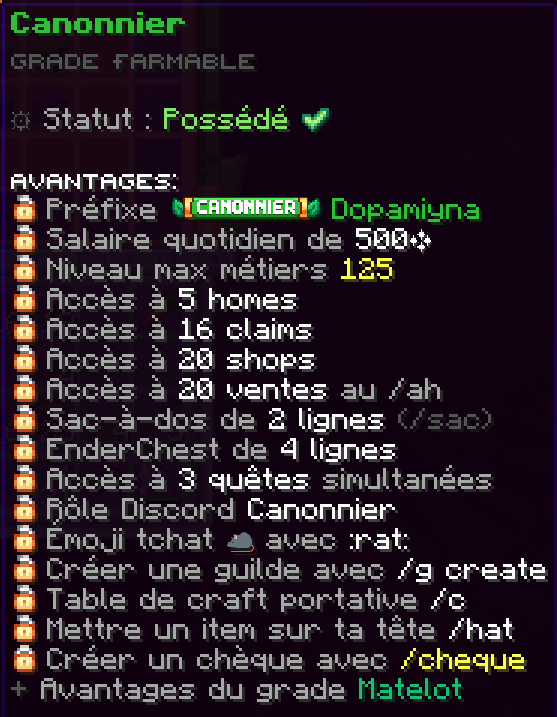 Canonnier
GRADE FARMABLE
Statut : Possédé ✔
AVANTAGES:
Préfixe CANONNIER Dopamiyna
Salaire quotidien de 500
Niveau max métiers 125
Accès à 5 homes
Accès à 16 claims
Accès à 20 shops
Accès à 20 ventes au /ah
Sac-à-dos de 2 lignes (/sac)
EnderChest de 4 lignes
Accès à 3 quêtes simultanées
Rôle Discord Canonnier
Émoji tchat avec :rat:
Créer une guilde avec /g create
Table de craft portative /c
Mettre un item sur ta tête /hat
Créer un chèque avec /cheque
+ Avantages du grade Matelot